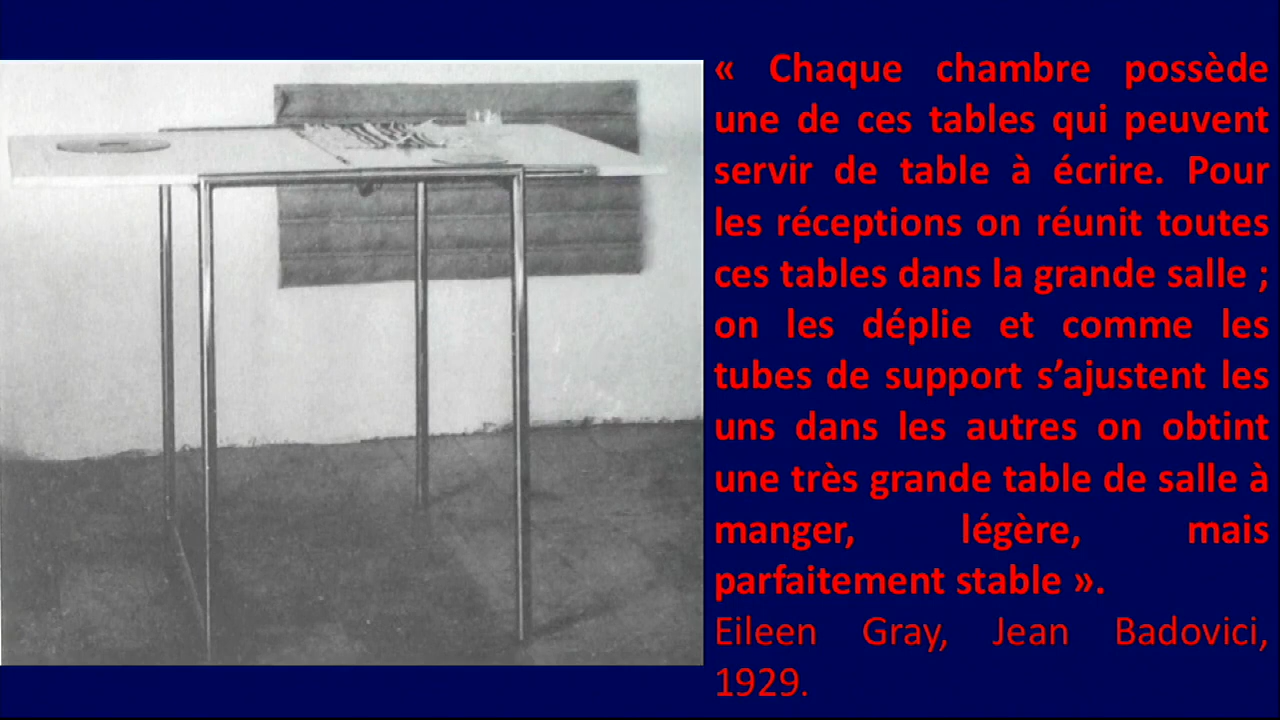 « Chaque chambre possède
une de ces tables qui peuvent
servir de table à écrire. Pour
les réceptions on réunit toutes
ces tables dans la grande salle ;
on les déplie et comme les
tubes de support s’ajustent les
uns dans les autres on obtint
une très grande table de salle à
manger, légère, mais
parfaitement stable ».
Eileen Gray, Jean Badovici,
1929.